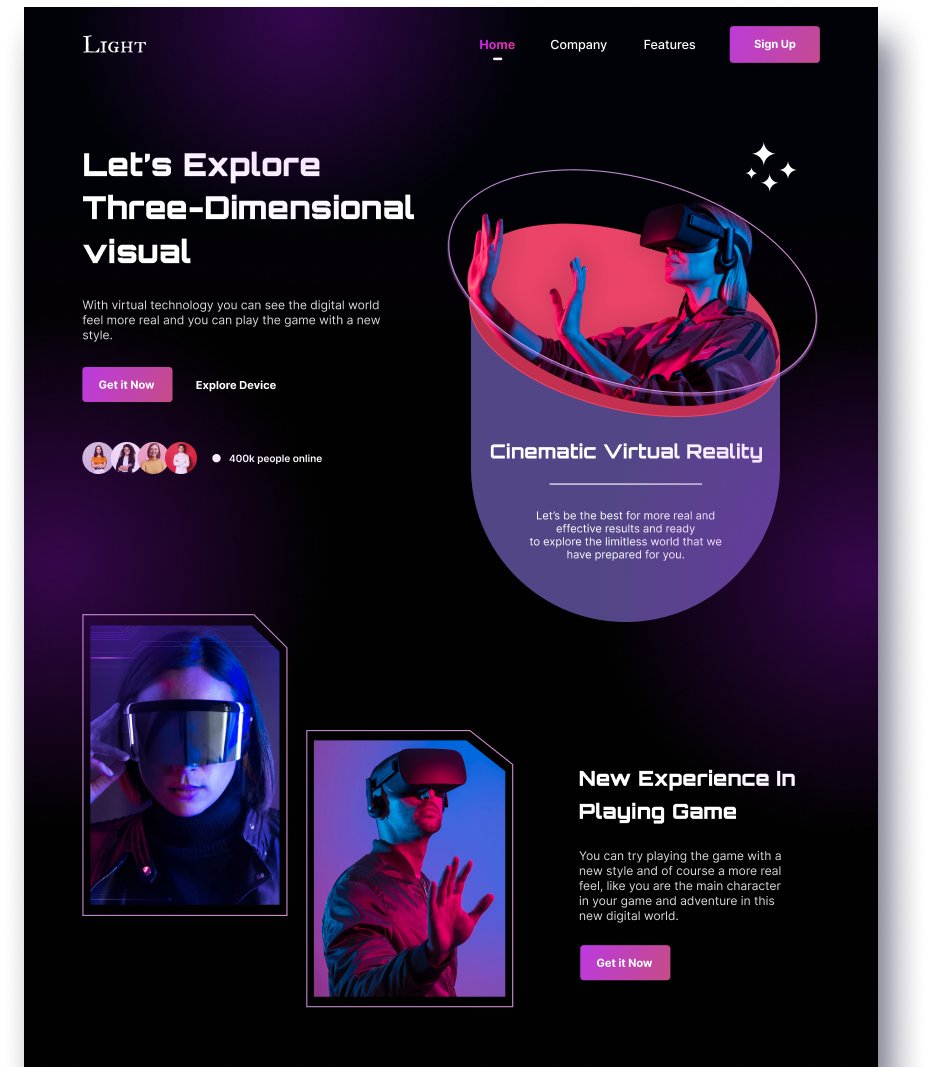 Light
Home
Company
Features
Sign Up
Let's Explore
Three-Dimensional
visual
With virtual technology you can see the digital world
feel more real and you can play the game with a new
style.
Get it Now
Explore Device
400k people online
Cinematic Virtual Reality
Let's be the best for more real and
effective results and ready
to explore the limitless world that we
have prepared for you.
New Experience In
Playing Game
You can try playing the game with a
new style and of course a more real
feel, like you are the main character
in your game and adventure in this
new digital world.
Get it Now